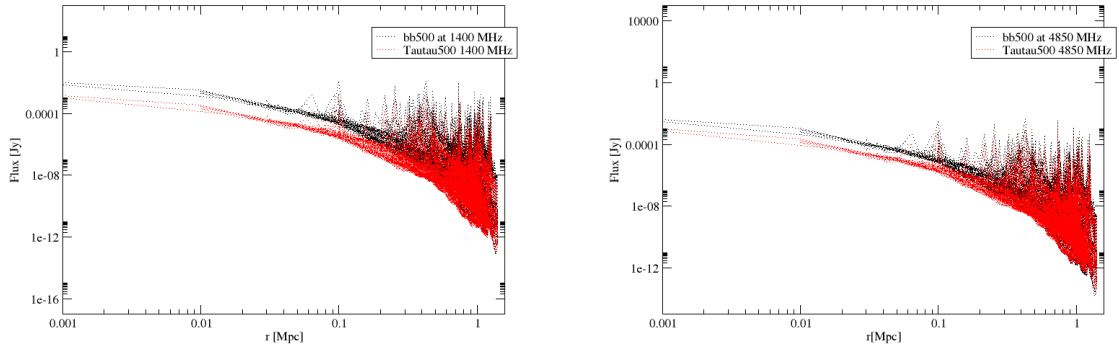 bb500 at 1400 MHz
Tautau500 1400 MHz
1
0.0001
1e-08
1e-12
1e-16
Flux [Jy]
0.001
0.01
0.1
1
r [Mpc]
10000
bb500 at 4850 MHz
Tautau500 4850 MHz
1
0.0001
1e-08
1e-12
Flux [Jy]
0.001
0.01
0.1
1
r[Mpc]